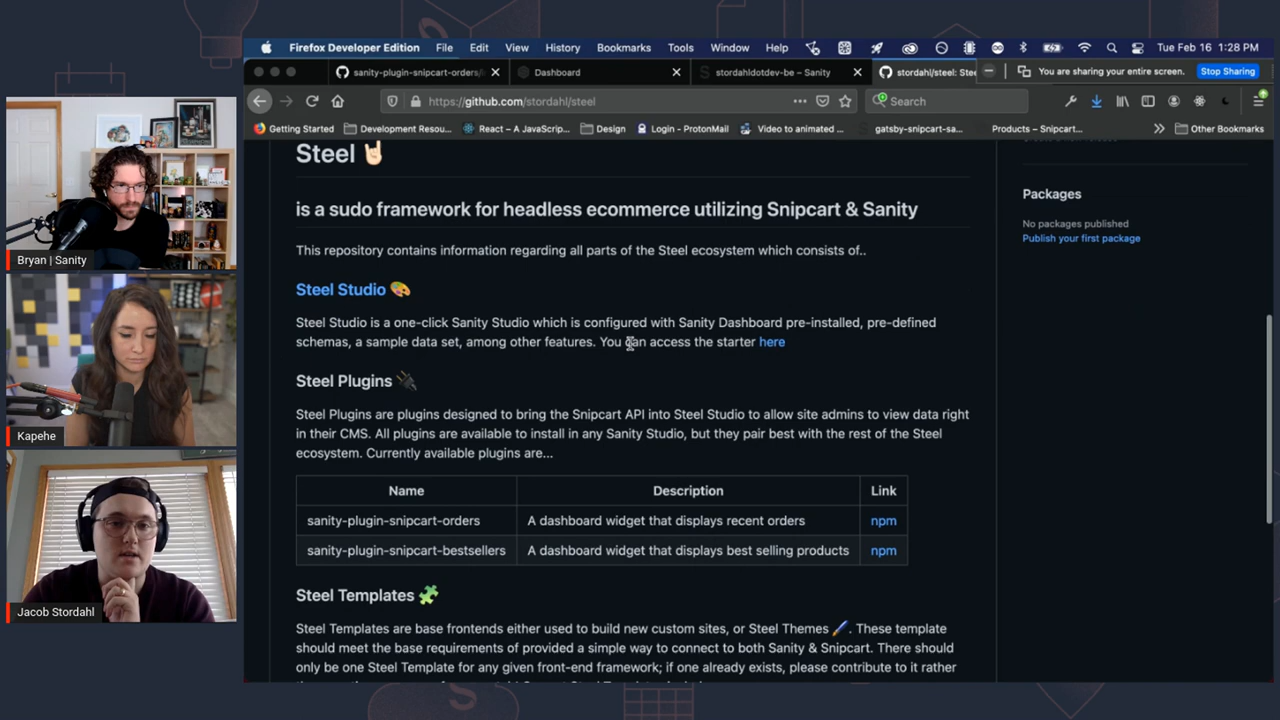 Firefox Developer Edition File Edit View History Bookmarks Tools Window Help Tue Feb 16 1:28 PM
sanity-plugin-snipcart-orders/ Dashboard stordahldotdev-be – Sanity stordahl/steel: Stee You are sharing your entire screen. Stop Sharing
https://github.com/stordahl/steel Search
Getting Started Development Resou... React – A JavaScrip... Design Login - ProtonMail Video to animated ... gatsby-snipcart-sa... Products – Snipcart... Other Bookmarks
Steel 🤘🏻
is a sudo framework for headless ecommerce utilizing Snipcart & Sanity
This repository contains information regarding all parts of the Steel ecosystem which consists of..
Steel Studio 🎨
Steel Studio is a one-click Sanity Studio which is configured with Sanity Dashboard pre-installed, pre-defined
schemas, a sample data set, among other features. You can access the starter here
Steel Plugins 🔌
Steel Plugins are plugins designed to bring the Snipcart API into Steel Studio to allow site admins to view data right
in their CMS. All plugins are available to install in any Sanity Studio, but they pair best with the rest of the Steel
ecosystem. Currently available plugins are...
Name Description Link
sanity-plugin-snipcart-orders A dashboard widget that displays recent orders npm
sanity-plugin-snipcart-bestsellers A dashboard widget that displays best selling products npm
Steel Templates 🧩
Steel Templates are base frontends either used to build new custom sites, or Steel Themes 🖌️. These template
should meet the base requirements of provided a simple way to connect to both Sanity & Snipcart. There should
only be one Steel Template for any given front-end framework; if one already exists, please contribute to it rather
Packages
No packages published
Publish your first package
Bryan | Sanity
Kapehe
Jacob Stordahl